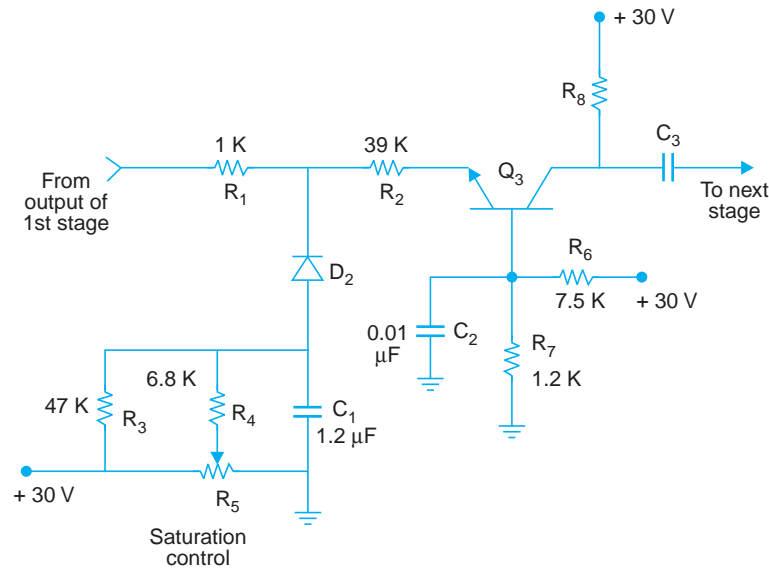 + 30 V
R8
C3
1 K
39 K
Q3
From
output of
1st stage
R1
R2
To next
stage
R6
D2
7.5 K
+ 30 V
0.01
μF
C2
R7
1.2 K
6.8 K
47 K
R3
R4
C1
1.2 μF
+ 30 V
R5
Saturation
control